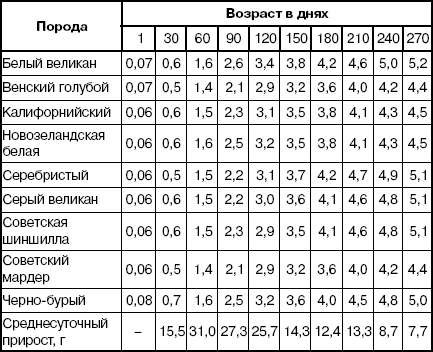 Порода Возраст в днях
1 30 60 90 120 150 180 210 240 270
Белый великан 0,07 0,6 1,6 2,6 3,4 3,8 4,2 4,6 5,0 5,2
Венский голубой 0,07 0,5 1,4 2,1 2,9 3,2 3,6 4,0 4,2 4,4
Калифорнийский 0,06 0,6 1,5 2,3 3,1 3,5 3,8 4,1 4,3 4,5
Новозеландская
белая 0,06 0,6 1,6 2,5 3,2 3,5 3,8 4,1 4,3 4,5
Серебристый 0,06 0,5 1,5 2,2 3,1 3,7 4,2 4,7 4,9 5,1
Серый великан 0,06 0,6 1,5 2,2 3,0 3,6 4,1 4,6 4,8 5,1
Советская
шиншилла 0,06 0,6 1,5 2,3 2,9 3,5 4,1 4,6 4,8 5,1
Советский
мардер 0,06 0,5 1,4 2,1 2,9 3,2 3,6 4,0 4,2 4,4
Черно-бурый 0,08 0,7 1,6 2,5 3,2 3,6 4,0 4,5 4,8 5,0
Среднесуточный
прирост, г – 15,5 31,0 27,3 25,7 14,3 12,4 13,3 8,7 7,7